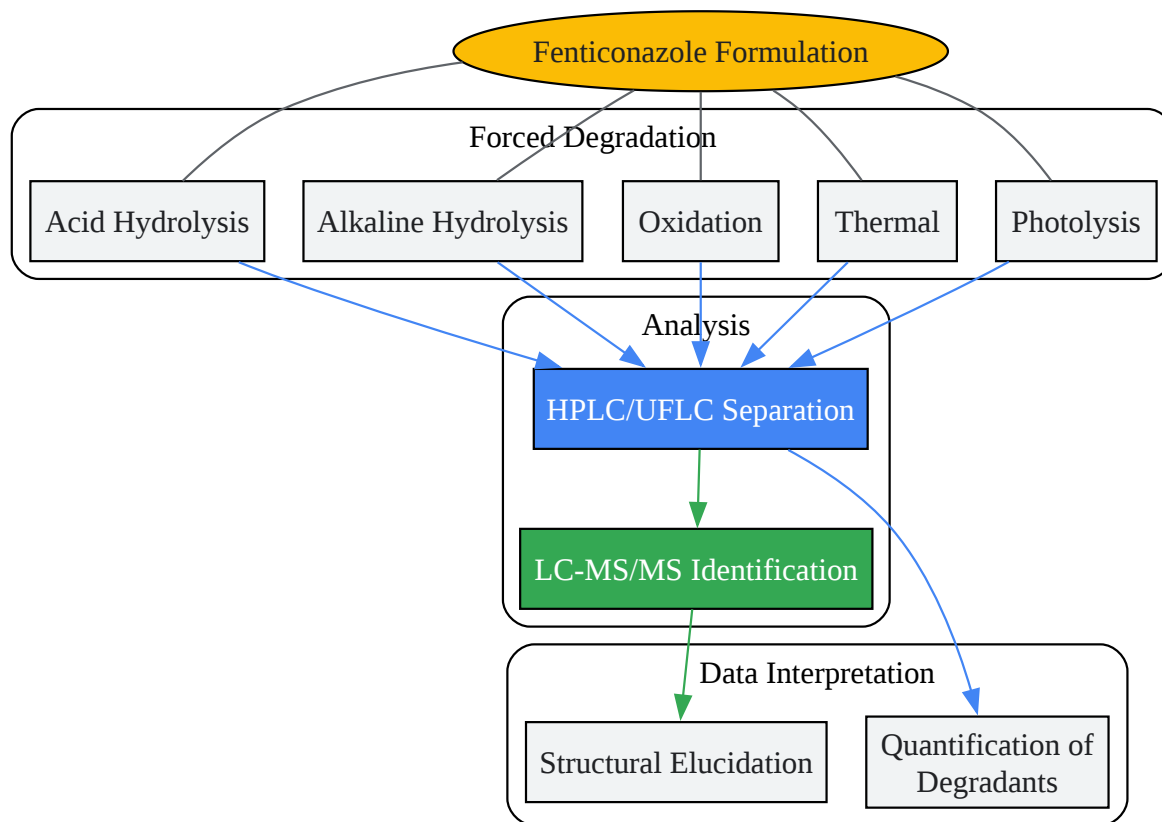 Fenticonazole Formulation
Forced Degradation
Acid Hydrolysis
Alkaline Hydrolysis
Oxidation
Thermal
Photolysis
Analysis
HPLC/UFLC Separation
LC-MS/MS Identification
Data Interpretation
Structural Elucidation
Quantification of
Degradants